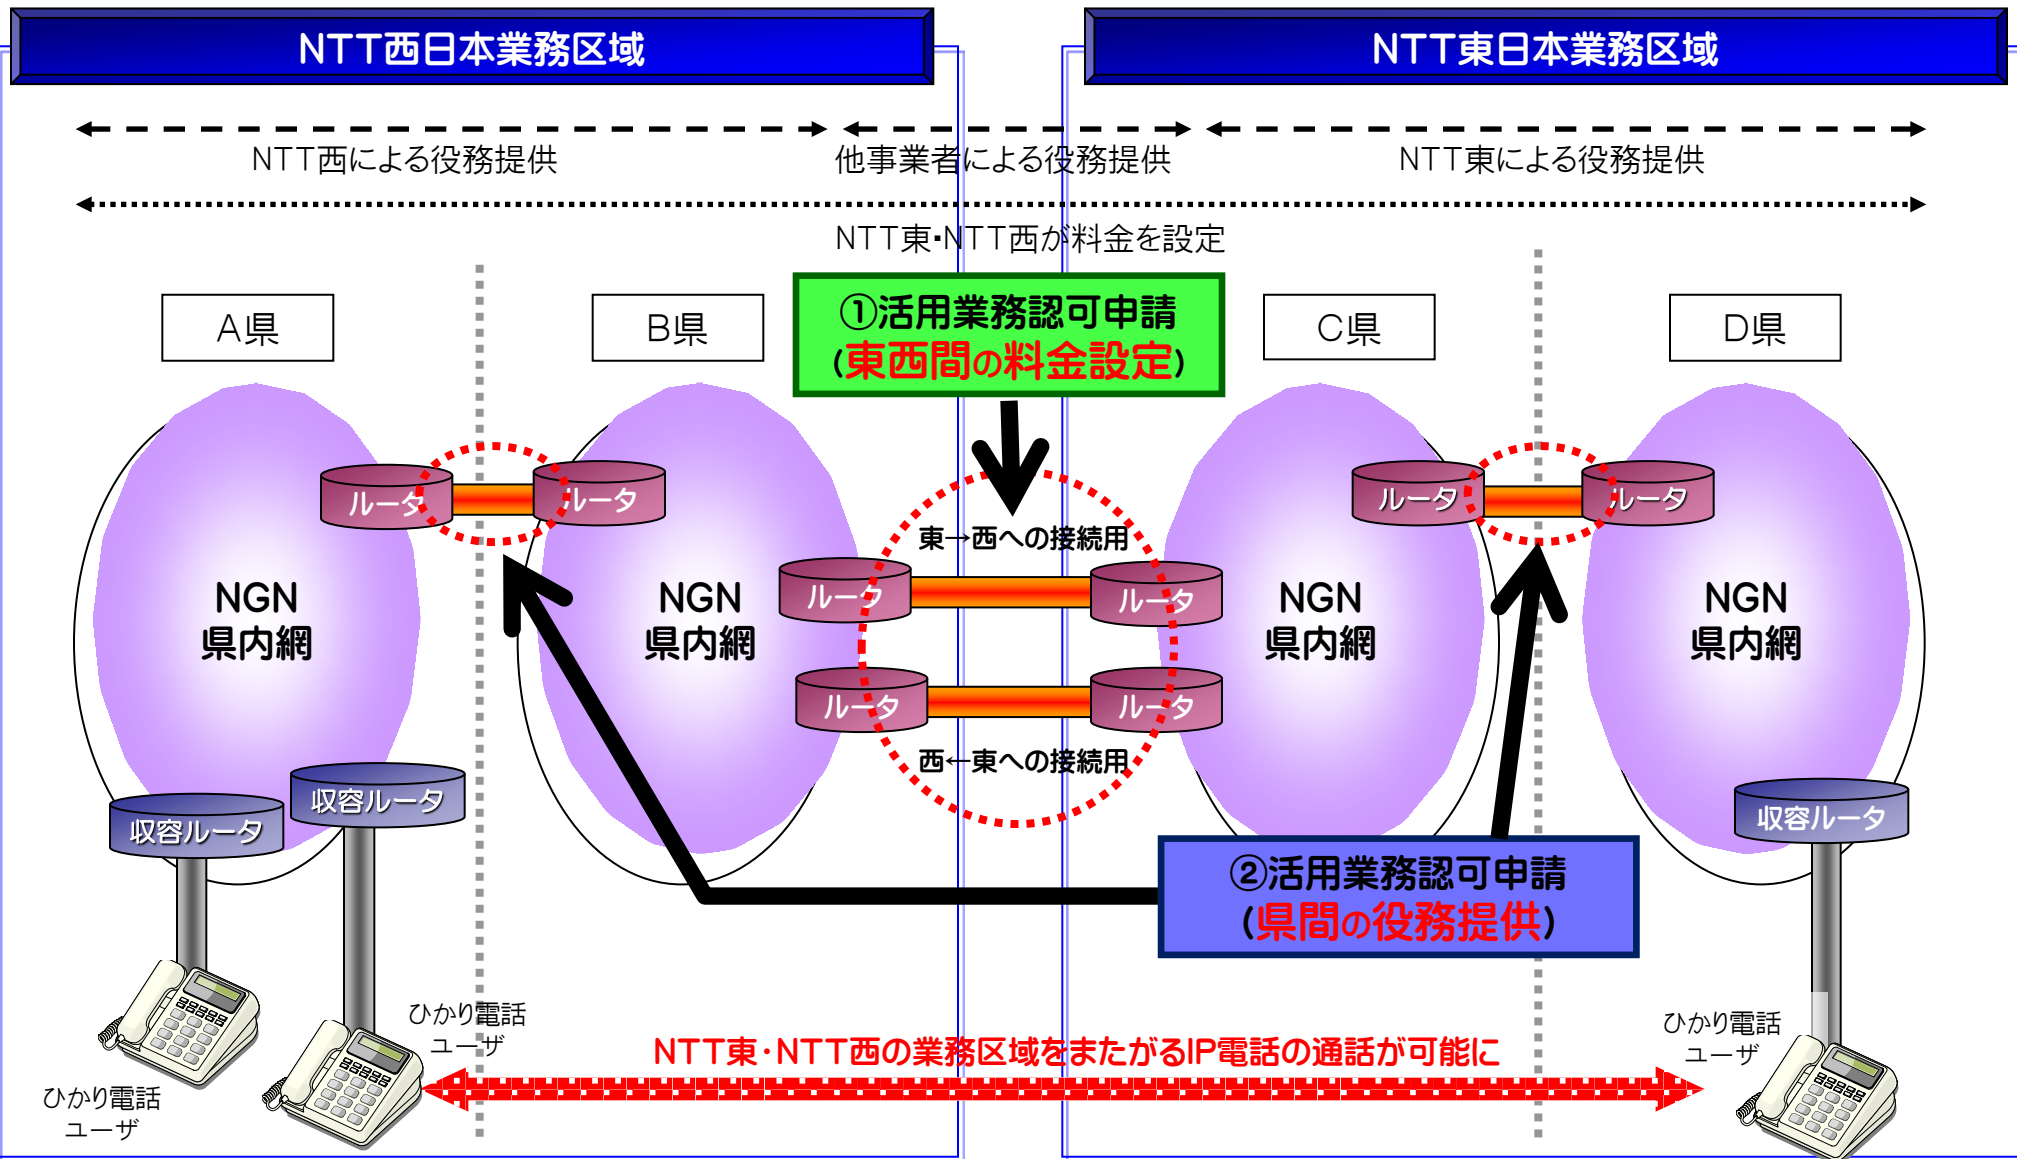 NTT西日本業務区域
NTT東日本業務区域
NTT西による役務提供
他事業者による役務提供
NTT東による役務提供
NTT東・NTT西が料金を設定
A県
B県
①活用業務認可申請
(東西間の料金設定)
C県
D県
ルータ
ルータ
ルータ
ルータ
東→西への接続用
ルータ
ルータ
NGN
県内網
NGN
県内網
NGN
県内網
NGN
県内網
ルータ
ルータ
西←東への接続用
収容ルータ
収容ルータ
収容ルータ
②活用業務認可申請
(県間の役務提供)
ひかり電話
ユーザ
ひかり電話
ユーザ
NTT東・NTT西の業務区域をまたがるIP電話の通話が可能に
ひかり電話
ユーザ